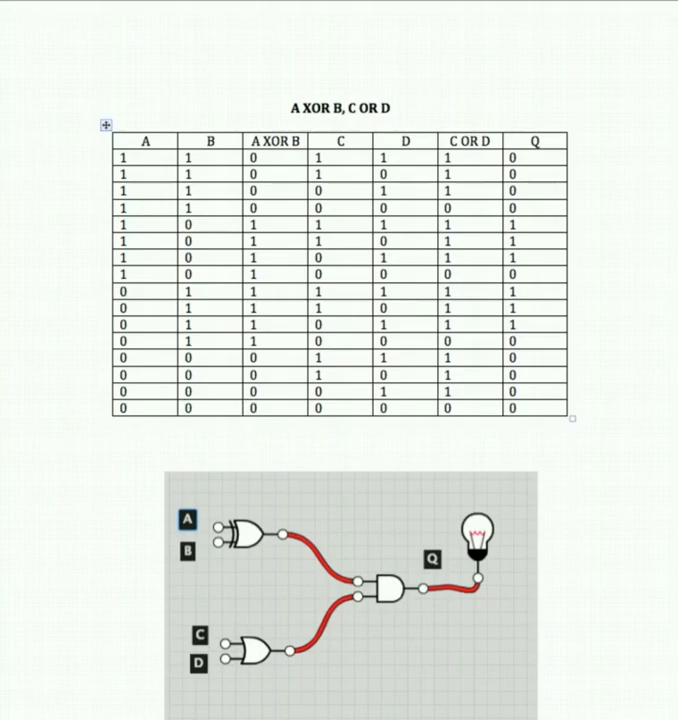 A XOR B, C OR D
A B A XOR B C D C OR D Q
1 1 0 1 1 1 0
1 1 0 1 0 1 0
1 1 0 0 1 1 0
1 1 0 0 0 0 0
1 0 1 1 1 1 1
1 0 1 1 0 1 1
1 0 1 0 1 1 1
1 0 1 0 0 0 0
0 1 1 1 1 1 1
0 1 1 1 0 1 1
0 1 1 0 1 1 1
0 1 1 0 0 0 0
0 0 0 1 1 1 0
0 0 0 1 0 1 0
0 0 0 0 1 1 0
0 0 0 0 0 0 0
A
B
Q
C
D